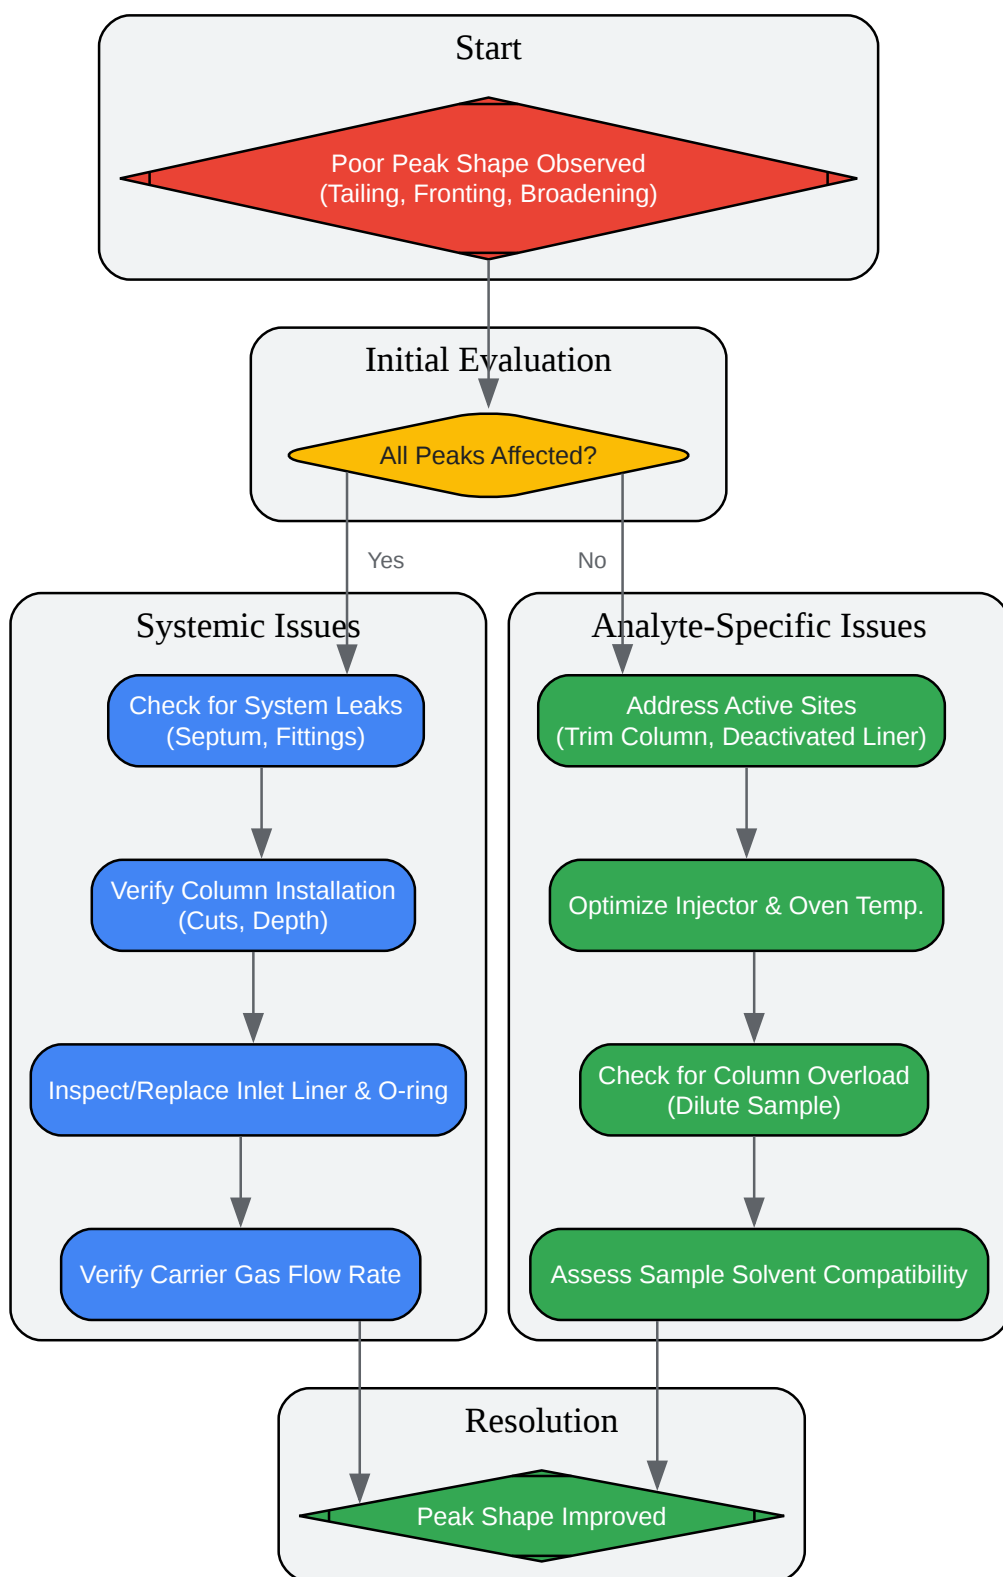 Start
Poor Peak Shape Observed
(Tailing, Fronting, Broadening)
Initial Evaluation
All Peaks Affected?
Yes
No
Systemic Issues
Check for System Leaks
(Septum, Fittings)
Verify Column Installation
(Cuts, Depth)
Inspect/Replace Inlet Liner & O-ring
Verify Carrier Gas Flow Rate
Analyte-Specific Issues
Address Active Sites
(Trim Column, Deactivated Liner)
Optimize Injector & Oven Temp.
Check for Column Overload
(Dilute Sample)
Assess Sample Solvent Compatibility
Resolution
Peak Shape Improved